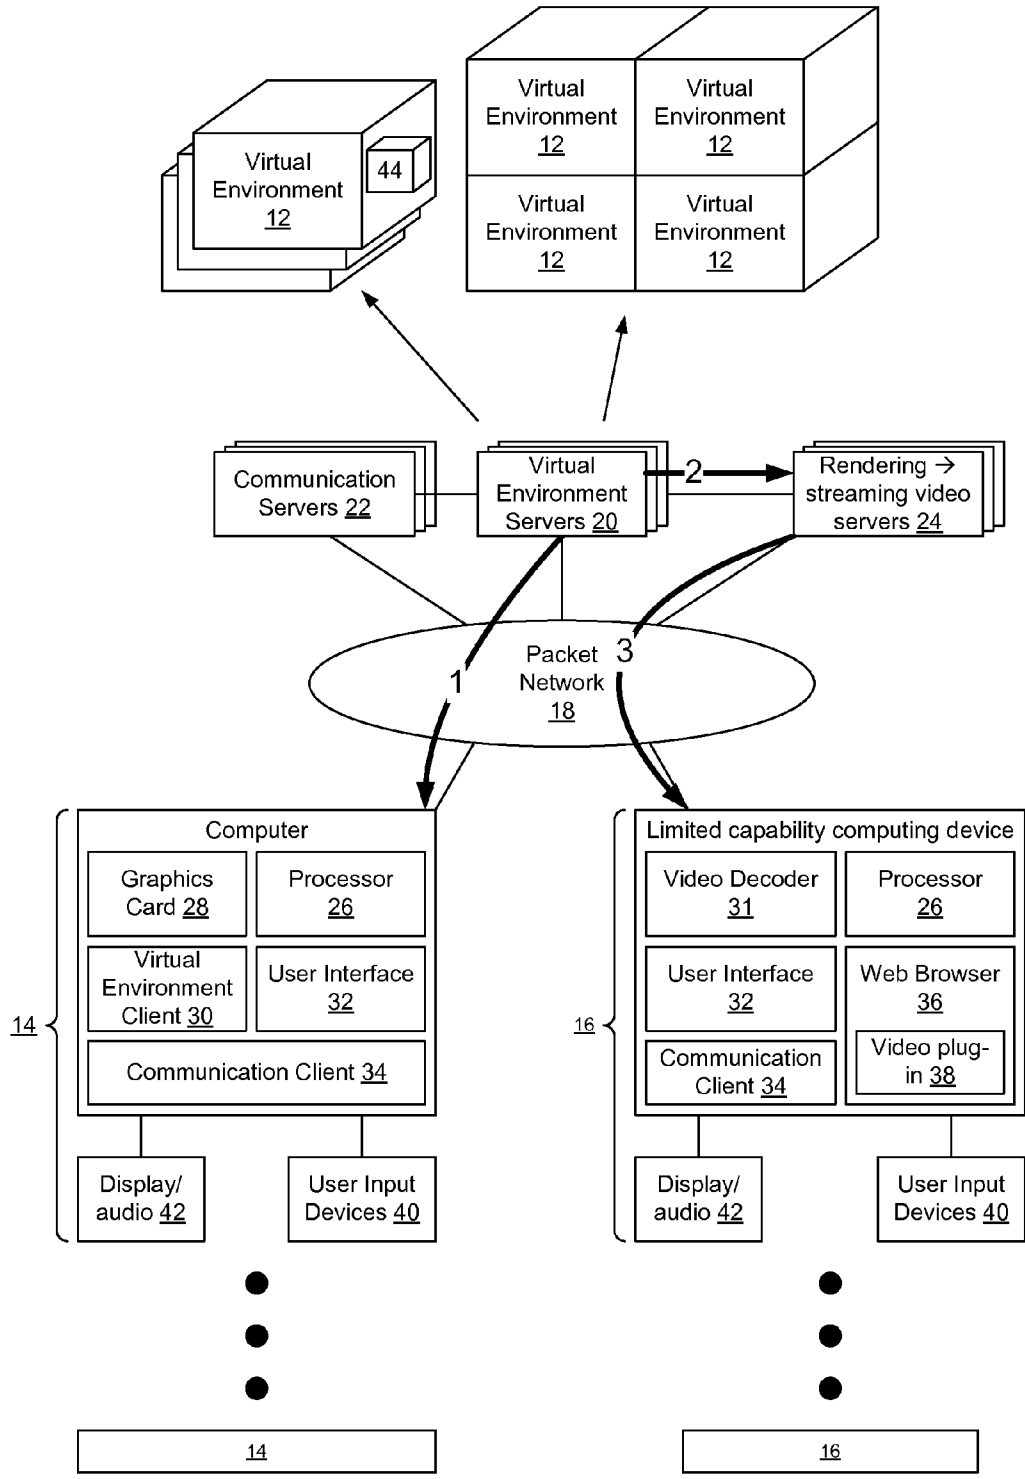 Virtual
Environment
12
44
Virtual
Environment
12
Virtual
Environment
12
Virtual
Environment
12
Virtual
Environment
12
Communication
Servers 22
Virtual
Environment
Servers 20
2
Rendering →
streaming video
servers 24
Packet
Network
18
1
3
14
Computer
Graphics
Card 28
Processor
26
Virtual
Environment
Client 30
User Interface
32
Communication Client 34
Display/
audio 42
User Input
Devices 40
14
16
Limited capability computing device
Video Decoder
31
Processor
26
User Interface
32
Web Browser
36
Video plug-
in 38
Communication
Client 34
Display/
audio 42
User Input
Devices 40
16